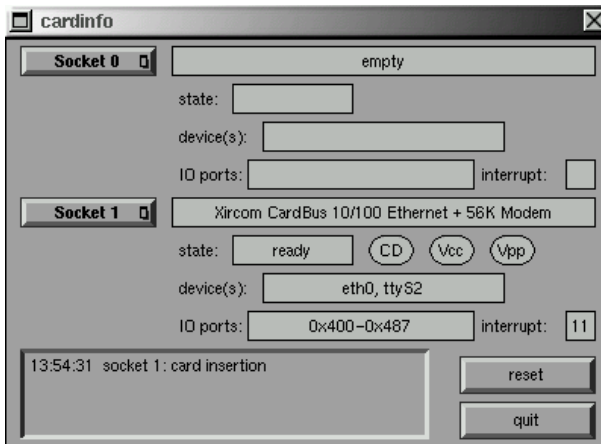 cardinfo
Socket 0 empty
state:
device(s):
IO ports: interrupt:
Socket 1 Xircom CardBus 10/100 Ethernet + 56K Modem
state: ready CD Vcc Vpp
device(s): eth0, ttyS2
IO ports: 0x400-0x487 interrupt: 11
13:54:31 socket 1: card insertion
reset
quit